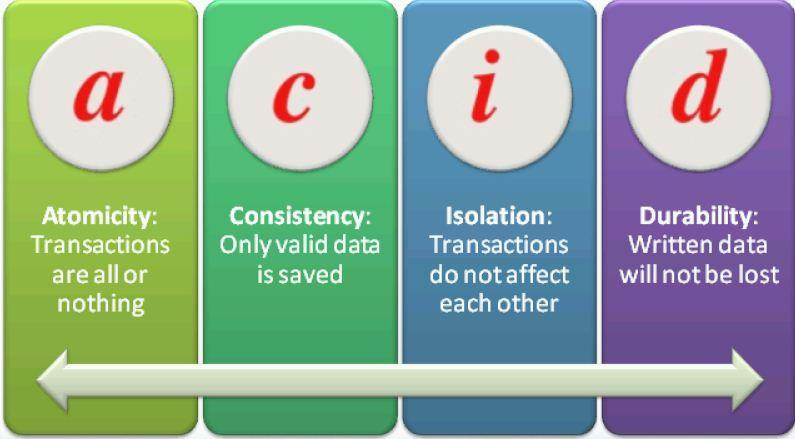 a
Atomicity:
Transactions
are all or
nothing
c
Consistency:
Only valid data
is saved
i
Isolation:
Transactions
do not affect
each other
d
Durability:
Written data
will not be lost